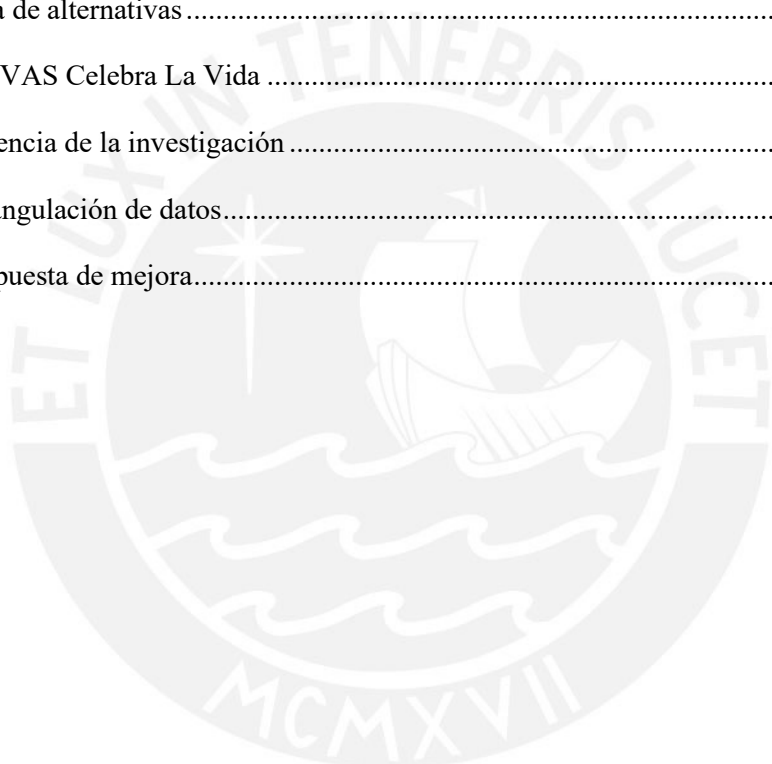 a de alternativas ........................................................................
VAS Celebra La Vida ........................................................................
encia de la investigación ........................................................................
angulación de datos........................................................................
puesta de mejora........................................................................
ET LUX IN TENEBRIS LUCET
MCMXVII